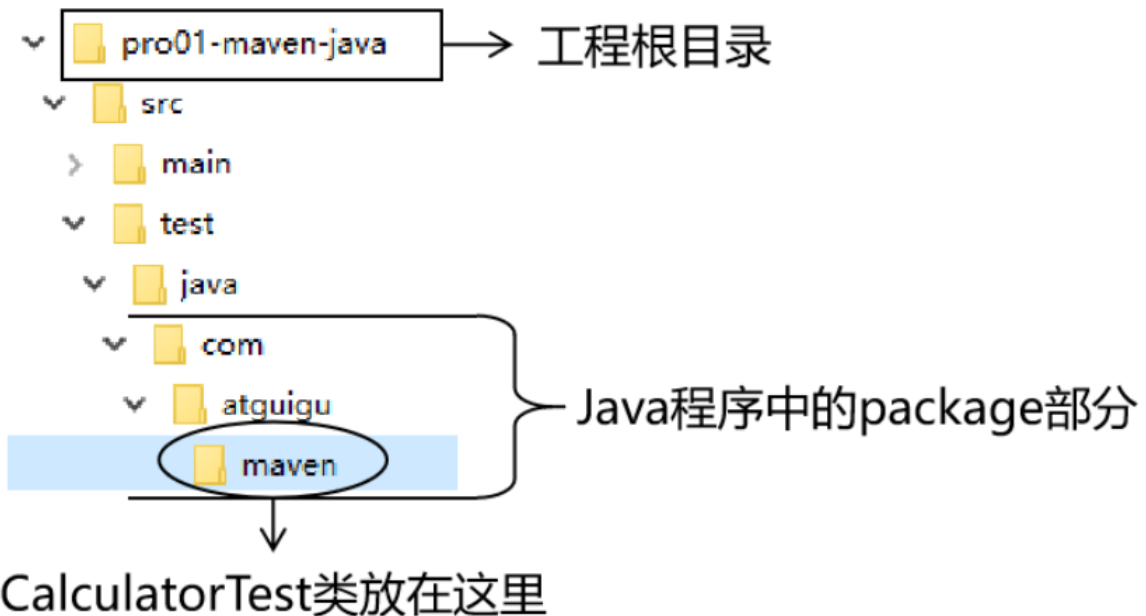 pro01-maven-java 工程根目录
src
main
test
java
com
atguigu
Java程序中的package部分
maven
CalculatorTest类放在这里